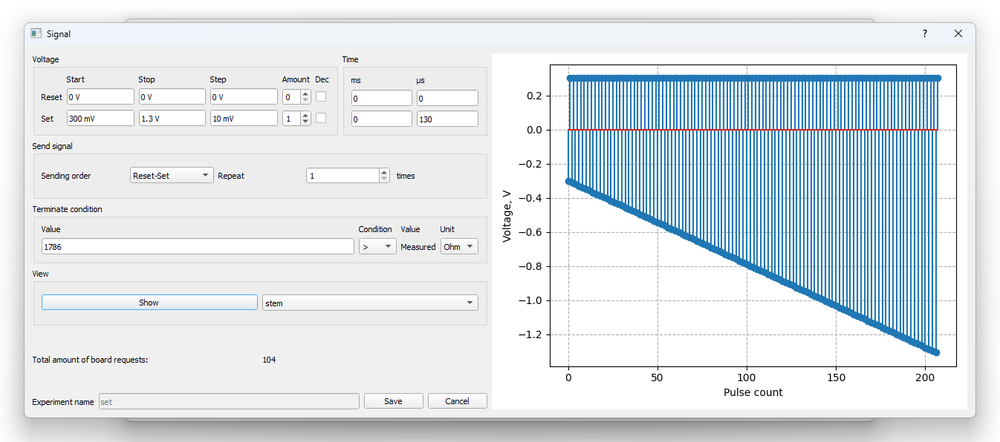 Signal ?
Voltage
Start Stop Step Amount Dec
Reset 0 V 0 V 0 V 0
Set 300 mV 1.3 V 10 mV 1
Time
ms µs
0 0
0 130
Send signal
Sending order Reset-Set Repeat 1 times
Terminate condition
Value Condition Value Unit
1786 > Measured Ohm
View
Show stem
Total amount of board requests: 104
Experiment name set Save Cancel
Voltage, V
0.2
0.0
−0.2
−0.4
−0.6
−0.8
−1.0
−1.2
0 50 100 150 200
Pulse count